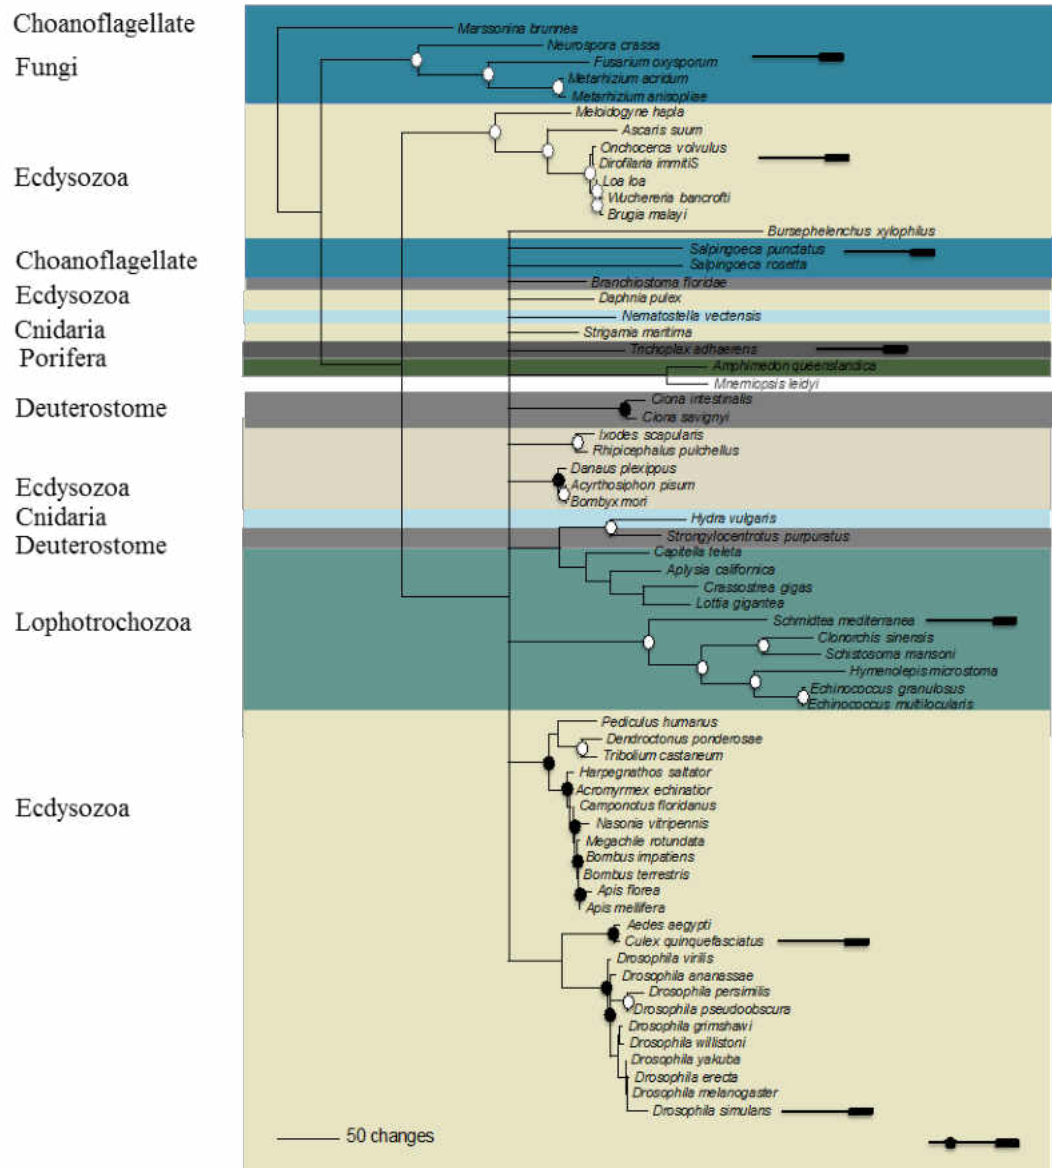 Choanoflagellate
Marssonina brunnea
Neurospora crassa
Fungi
Fusarium oxysporum
Metarhizium acridum
Metarhizium anisopliae
Meloidogyne hapla
Ascaris suum
Onchocerca volvulus
Dirofilaria immitiS
Ecdysozoa
Loa loa
Wuchereria bancrofti
Brugia malayi
Bursephelenchus xylophilus
Salpingoeca punctatus
Choanoflagellate
Salpingoeca rosetta
Branchiostoma floridae
Ecdysozoa
Daphnia pulex
Nematostella vectensis
Cnidaria
Strigamia maritima
Trichoplax adhaerens
Porifera
Amphimedon queenslandica
Mnemiopsis leidyi
Deuterostome
Ciona intestinalis
Ciona savignyi
Ixodes scapularis
Rhipicephalus pulchellus
Danaus plexippus
Ecdysozoa
Acyrthosiphon pisum
Bombyx mori
Cnidaria
Hydra vulgaris
Strongylocentrotus purpuratus
Deuterostome
Capitella teleta
Aplysia californica
Crassostrea gigas
Lottia gigantea
Lophotrochozoa
Schmidtea mediterranea
Clonorchis sinensis
Schistosoma mansoni
Hymenolepis microstoma
Echinococcus granulosus
Echinococcus multilocularis
Pediculus humanus
Dendroctonus ponderosae
Tribolium castaneum
Harpegnathos saltator
Acromyrmex echinatior
Ecdysozoa
Camponotus floridanus
Nasonia vitripennis
Megachile rotundata
Bombus impatiens
Bombus terrestris
Apis florea
Apis mellifera
Aedes aegypti
Culex quinquefasciatus
Drosophila virilis
Drosophila ananassae
Drosophila persimilis
Drosophila pseudoobscura
Drosophila grimshawi
Drosophila willistoni
Drosophila yakuba
Drosophila erecta
Drosophila melanogaster
Drosophila simulans
50 changes